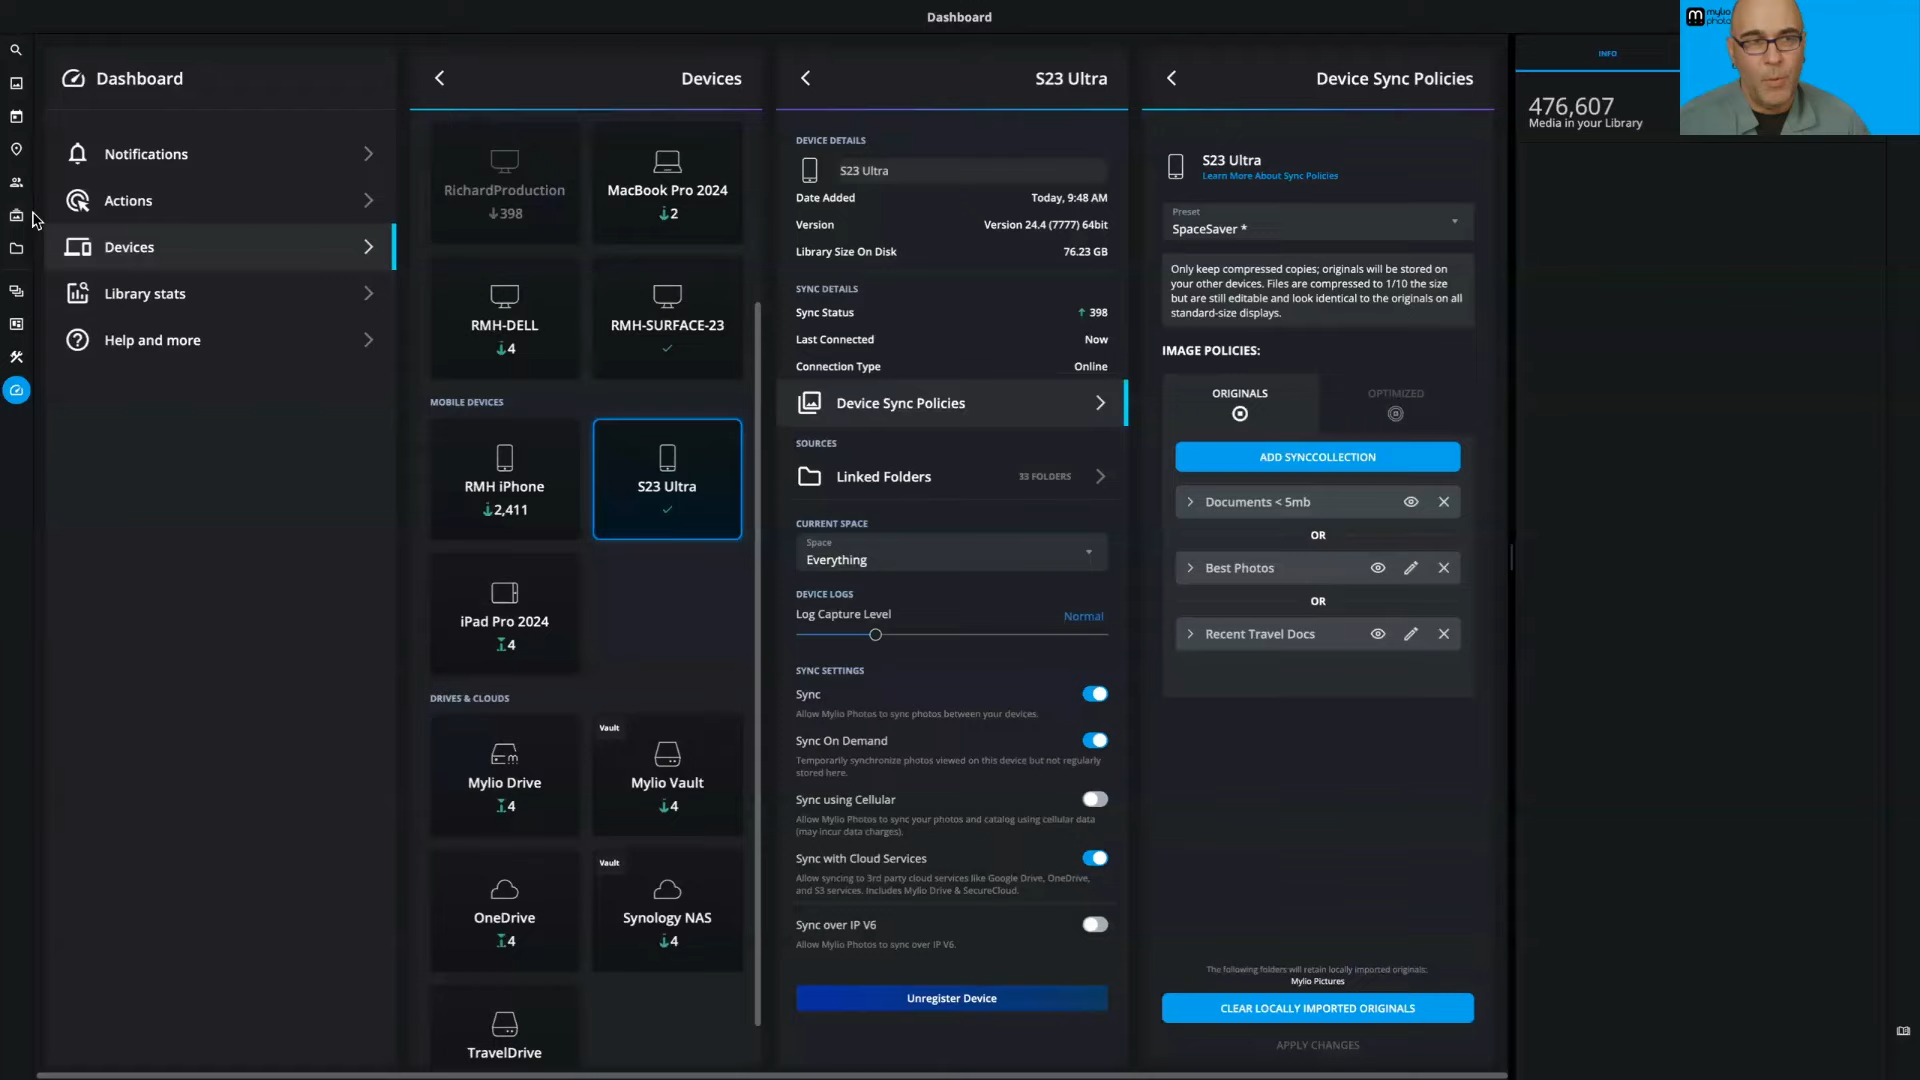 Dashboard
mylio
photos
Dashboard
Notifications
Actions
Devices
Library stats
Help and more
Devices
RichardProduction
↓398
MacBook Pro 2024
↓2
RMH-DELL
↓4
RMH-SURFACE-23
MOBILE DEVICES
RMH iPhone
↓2,411
S23 Ultra
iPad Pro 2024
4
DRIVES & CLOUDS
Mylio Drive
4
Vault
Mylio Vault
↓4
OneDrive
4
Vault
Synology NAS
↓4
TravelDrive
S23 Ultra
DEVICE DETAILS
S23 Ultra
Date Added Today, 9:48 AM
Version Version 24.4 (7777) 64bit
Library Size On Disk 76.23 GB
SYNC DETAILS
Sync Status ↑ 398
Last Connected Now
Connection Type Online
Device Sync Policies
SOURCES
Linked Folders 33 FOLDERS
CURRENT SPACE
Space
Everything
DEVICE LOGS
Log Capture Level Normal
SYNC SETTINGS
Sync
Allow Mylio Photos to sync photos between your devices.
Sync On Demand
Temporarily synchronize photos viewed on this device but not regularly
stored here.
Sync using Cellular
Allow Mylio Photos to sync your photos and catalog using cellular data
(may incur data charges).
Sync with Cloud Services
Allow syncing to 3rd party cloud services like Google Drive, OneDrive,
and S3 services. Includes Mylio Drive & SecureCloud.
Sync over IP V6
Allow Mylio Photos to sync over IP V6.
Unregister Device
Device Sync Policies
S23 Ultra
Learn More About Sync Policies
Preset
SpaceSaver *
Only keep compressed copies; originals will be stored on
your other devices. Files are compressed to 1/10 the size
but are still editable and look identical to the originals on all
standard-size displays.
IMAGE POLICIES:
ORIGINALS
OPTIMIZED
ADD SYNCCOLLECTION
Documents < 5mb
OR
Best Photos
OR
Recent Travel Docs
The following folders will retain locally imported originals:
Mylio Pictures
CLEAR LOCALLY IMPORTED ORIGINALS
APPLY CHANGES
INFO
476,607
Media in your Library